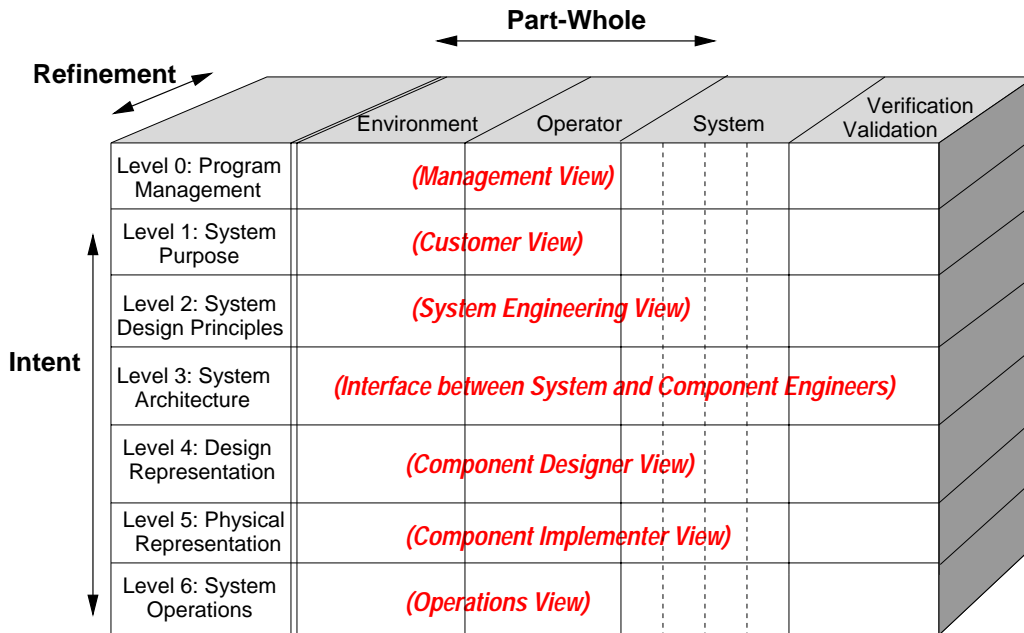 Part-Whole
Refinement
Environment
Operator
System
Verification
Validation
Level 0: Program
Management
(Management View)
Level 1: System
Purpose
(Customer View)
Level 2: System
Design Principles
(System Engineering View)
Intent
Level 3: System
Architecture
(Interface between System and Component Engineers)
Level 4: Design
Representation
(Component Designer View)
Level 5: Physical
Representation
(Component Implementer View)
Level 6: System
Operations
(Operations View)